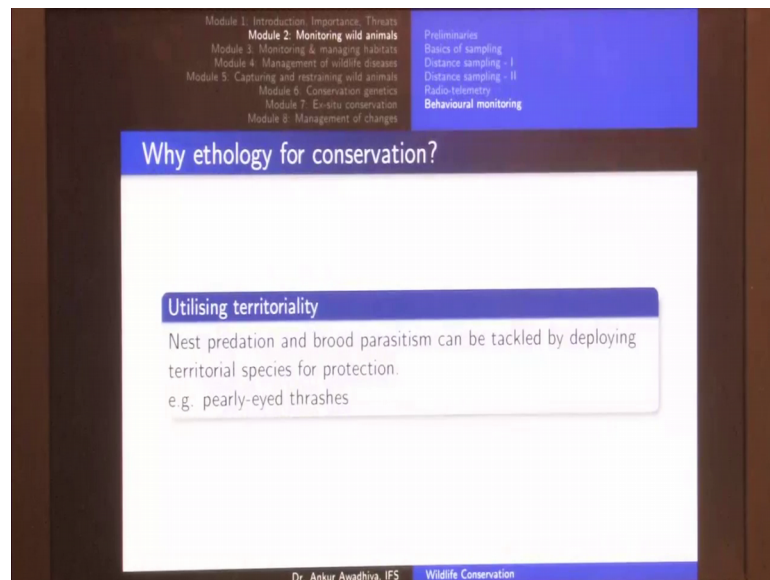 Module 1: Introduction, Importance, Threats
Module 2: Monitoring wild animals
Module 3: Monitoring & managing habitats
Module 4: Management of wildlife diseases
Module 5: Capturing and restraining wild animals
Module 6: Conservation genetics
Module 7: Ex-situ conservation
Module 8: Management of changes
Preliminaries
Basics of sampling
Distance sampling - I
Distance sampling - II
Radio-telemetry
Behavioural monitoring
Why ethology for conservation?
Utilising territoriality
Nest predation and brood parasitism can be tackled by deploying
territorial species for protection.
e.g. pearly-eyed thrashes
Dr. Ankur Awadhiya, IFS
Wildlife Conservation